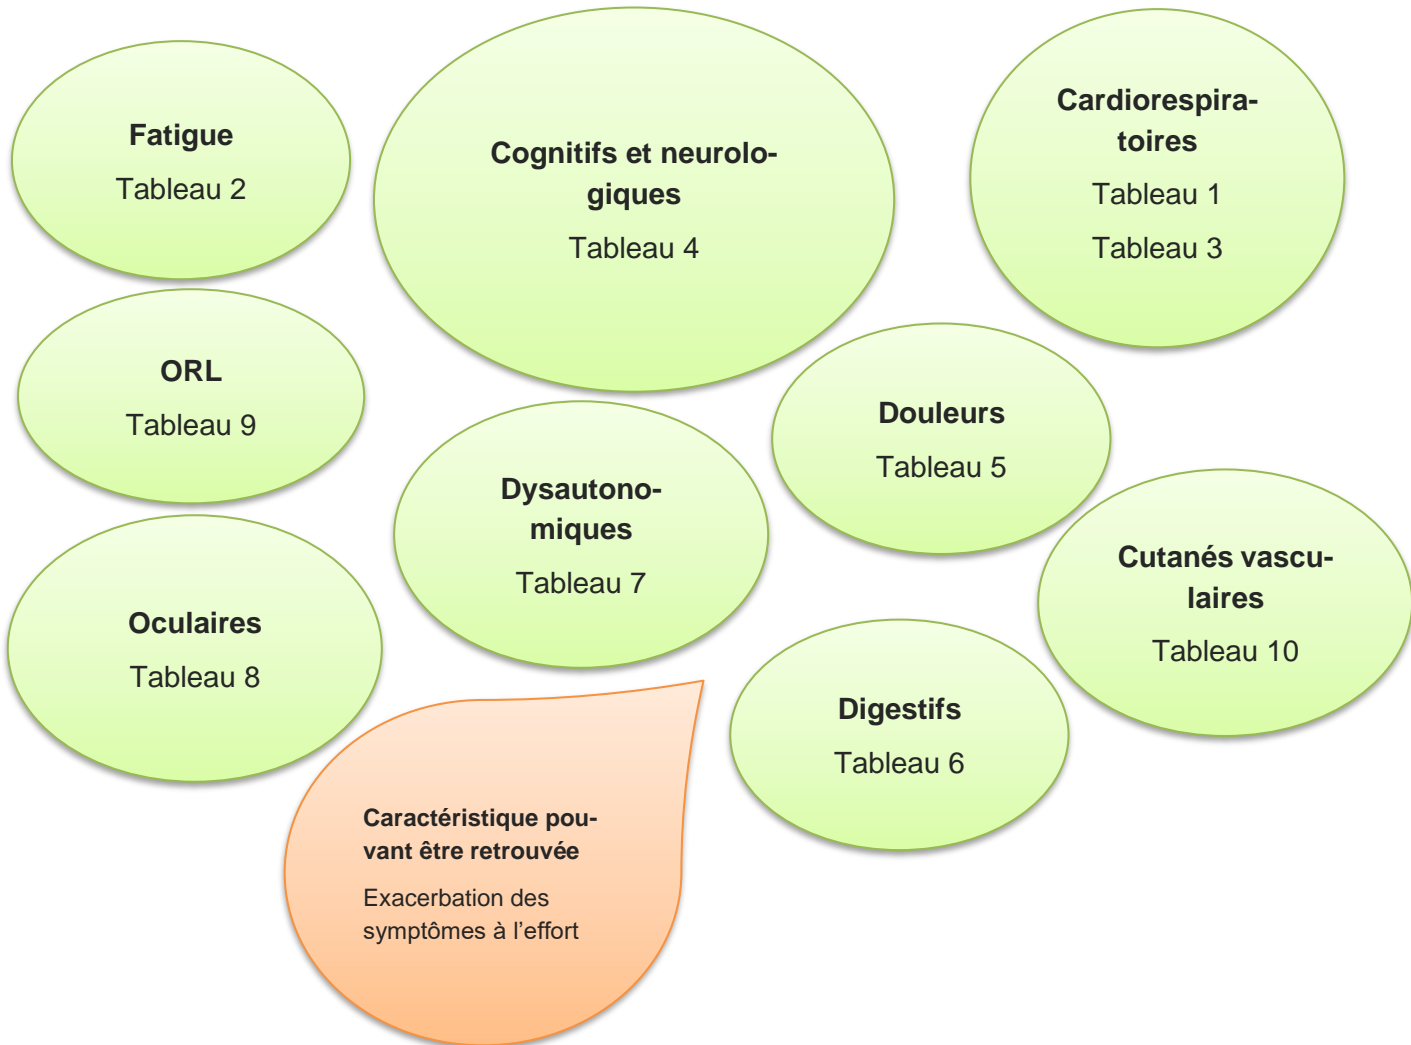 Fatigue
Tableau 2
Cognitifs et neurolo-
giques
Tableau 4
Cardiorespira-
toires
Tableau 1
Tableau 3
ORL
Tableau 9
Douleurs
Tableau 5
Dysautono-
miques
Tableau 7
Cutanés vascu-
laires
Tableau 10
Oculaires
Tableau 8
Digestifs
Tableau 6
Caractéristique pou-
vant être retrouvée
Exacerbation des
symptômes à l’effort